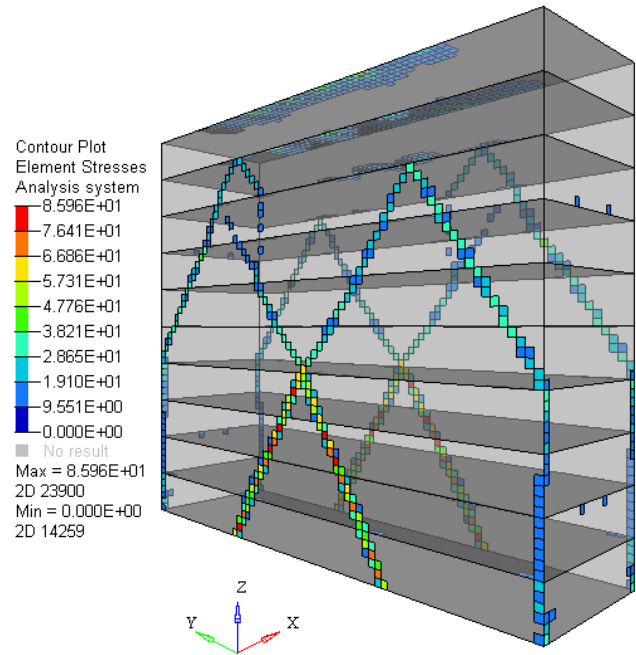 Contour Plot
Element Stresses
Analysis system
8.596E+01
7.641E+01
6.686E+01
5.731E+01
4.776E+01
3.821E+01
2.865E+01
1.910E+01
9.551E+00
0.000E+00
No result
Max = 8.596E+01
2D 23900
Min = 0.000E+00
2D 14259
Z
Y
X